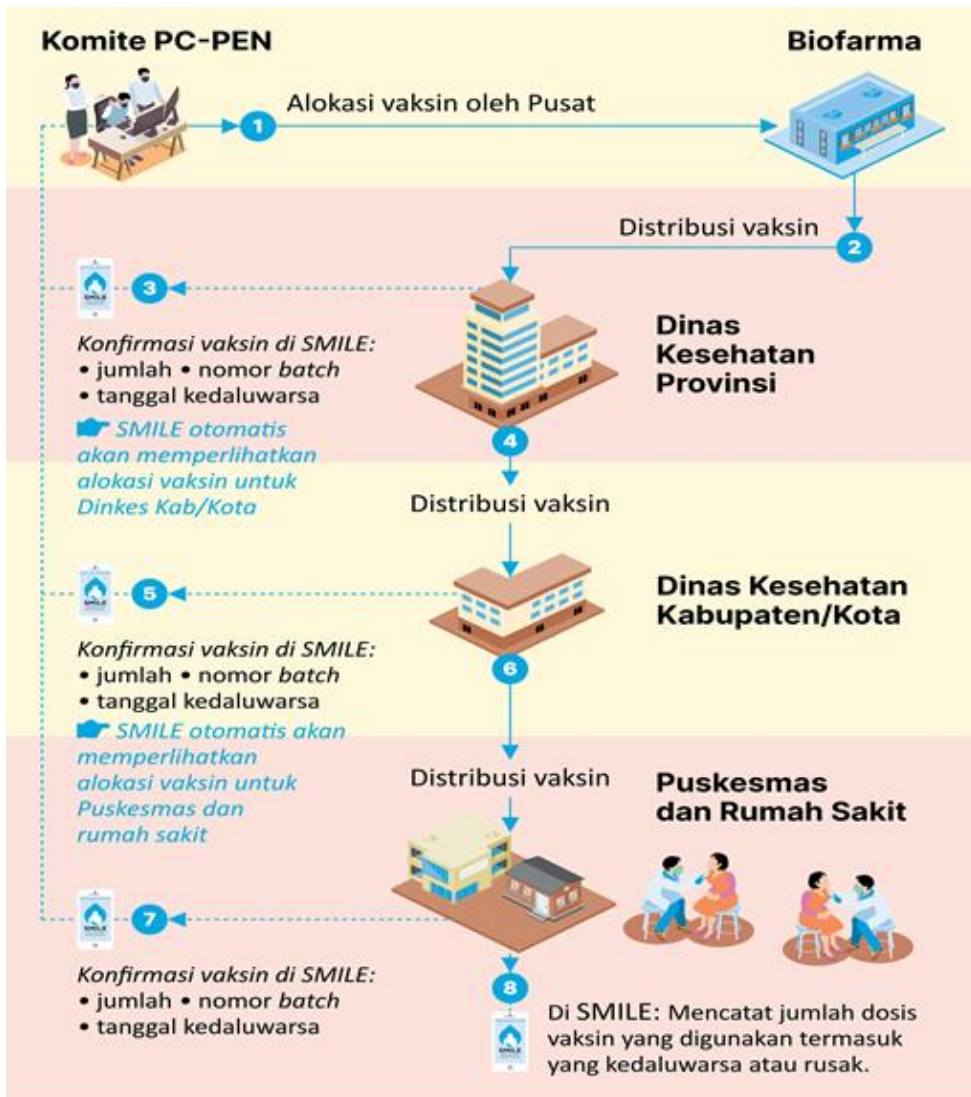 Komite PC-PEN
Biofarma
Alokasi vaksin oleh Pusat
1
Distribusi vaksin
2
SMILE
3
Konfirmasi vaksin di SMILE:
• jumlah • nomor batch
• tanggal kedaluwarsa
SMILE otomatis
akan memperlihatkan
alokasi vaksin untuk
Dinkes Kab/Kota
Dinas
Kesehatan
Provinsi
4
Distribusi vaksin
SMILE
5
Konfirmasi vaksin di SMILE:
• jumlah • nomor batch
• tanggal kedaluwarsa
SMILE otomatis akan
memperlihatkan
alokasi vaksin untuk
Puskesmas dan
rumah sakit
Dinas Kesehatan
Kabupaten/Kota
6
Distribusi vaksin
Puskesmas
dan Rumah Sakit
SMILE
7
Konfirmasi vaksin di SMILE:
• jumlah • nomor batch
• tanggal kedaluwarsa
8
SMILE
Di SMILE: Mencatat jumlah dosis
vaksin yang digunakan termasuk
yang kedaluwarsa atau rusak.